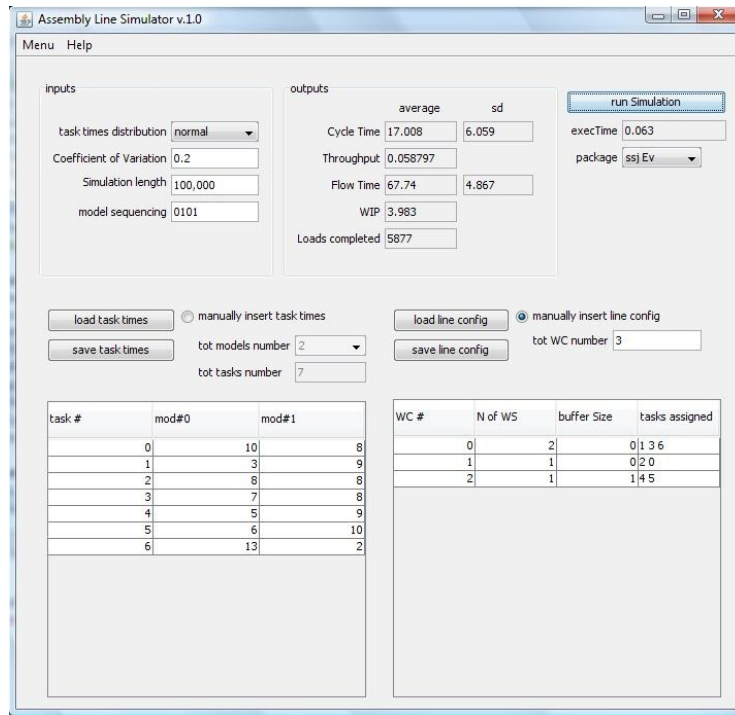 Assembly Line Simulator v.1.0
Menu Help
inputs
task times distribution normal
Coefficient of Variation 0.2
Simulation length 100,000
model sequencing 0101
outputs
average sd
Cycle Time 17.008 6.059
Throughput 0.058797
Flow Time 67.74 4.867
WIP 3.983
Loads completed 5877
run Simulation
execTime 0.063
package ssj Ev
load task times manually insert task times
save task times tot models number 2
tot tasks number 7
load line config manually insert line config
save line config tot WC number 3
task # mod#0 mod#1
0 10 8
1 3 9
2 8 8
3 7 8
4 5 9
5 6 10
6 13 2
WC # N of WS buffer Size tasks assigned
0 2 0 1 3 6
1 1 0 2 0
2 1 1 4 5